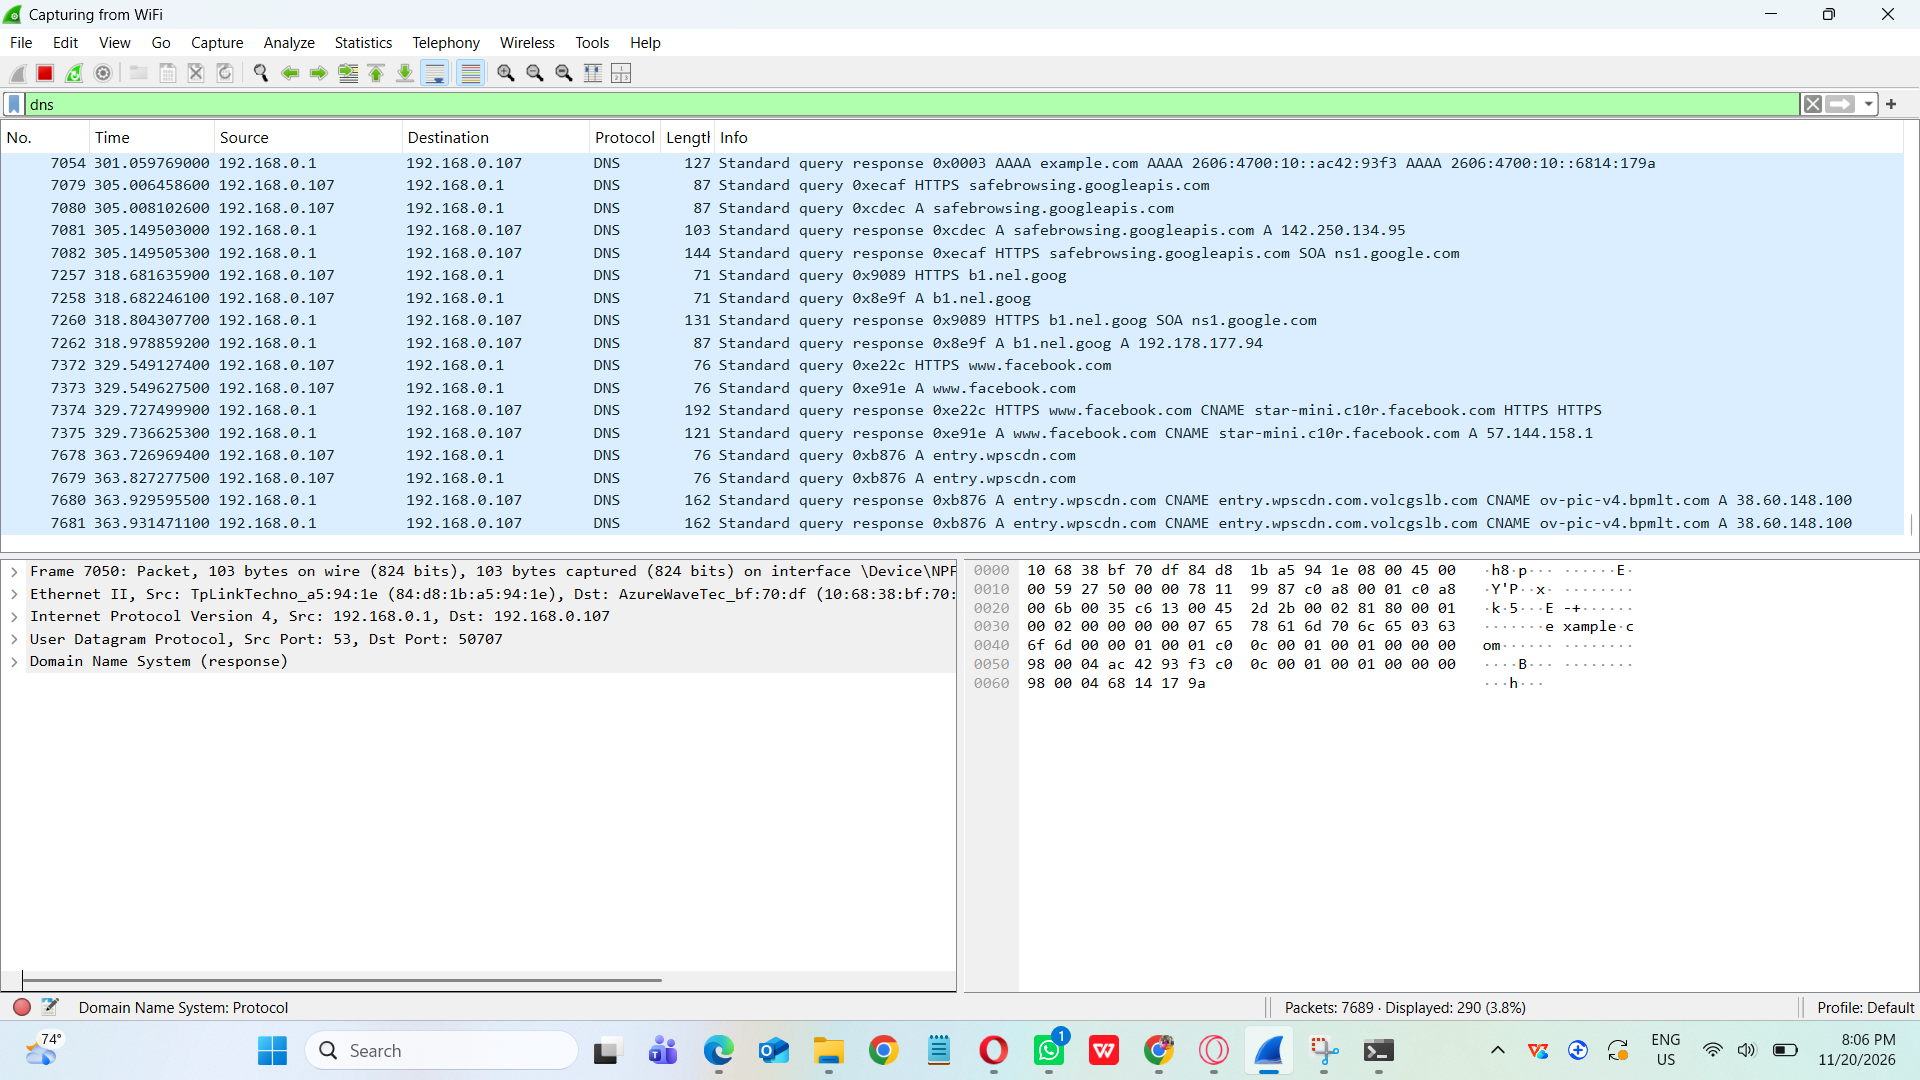 Capturing from WiFi
File Edit View Go Capture Analyze Statistics Telephony Wireless Tools Help
dns
No. Time Source Destination Protocol Length Info
7054 301.059769000 192.168.0.1 192.168.0.107 DNS 127 Standard query response 0x0003 AAAA example.com AAAA 2606:4700:10::ac42:93f3 AAAA 2606:4700:10::6814:179a
7079 305.006458600 192.168.0.107 192.168.0.1 DNS 87 Standard query 0xecaf HTTPS safebrowsing.googleapis.com
7080 305.008102600 192.168.0.107 192.168.0.1 DNS 87 Standard query 0xcdec A safebrowsing.googleapis.com
7081 305.149503000 192.168.0.1 192.168.0.107 DNS 103 Standard query response 0xcdec A safebrowsing.googleapis.com A 142.250.134.95
7082 305.149505300 192.168.0.1 192.168.0.107 DNS 144 Standard query response 0xecaf HTTPS safebrowsing.googleapis.com SOA ns1.google.com
7257 318.681635900 192.168.0.107 192.168.0.1 DNS 71 Standard query 0x9089 HTTPS b1.nel.goog
7258 318.682246100 192.168.0.107 192.168.0.1 DNS 71 Standard query 0x8e9f A b1.nel.goog
7260 318.804307700 192.168.0.1 192.168.0.107 DNS 131 Standard query response 0x9089 HTTPS b1.nel.goog SOA ns1.google.com
7262 318.978859200 192.168.0.1 192.168.0.107 DNS 87 Standard query response 0x8e9f A b1.nel.goog A 192.178.177.94
7372 329.549127400 192.168.0.107 192.168.0.1 DNS 76 Standard query 0xe22c HTTPS www.facebook.com
7373 329.549627500 192.168.0.107 192.168.0.1 DNS 76 Standard query 0xe91e A www.facebook.com
7374 329.727499900 192.168.0.1 192.168.0.107 DNS 192 Standard query response 0xe22c HTTPS www.facebook.com CNAME star-mini.c10r.facebook.com HTTPS HTTPS
7375 329.736625300 192.168.0.1 192.168.0.107 DNS 121 Standard query response 0xe91e A www.facebook.com CNAME star-mini.c10r.facebook.com A 57.144.158.1
7678 363.726969400 192.168.0.107 192.168.0.1 DNS 76 Standard query 0xb876 A entry.wpscdn.com
7679 363.827277500 192.168.0.107 192.168.0.1 DNS 76 Standard query 0xb876 A entry.wpscdn.com
7680 363.929595500 192.168.0.1 192.168.0.107 DNS 162 Standard query response 0xb876 A entry.wpscdn.com CNAME entry.wpscdn.com.volcgslb.com CNAME ov-pic-v4.bpmlt.com A 38.60.148.100
7681 363.931471100 192.168.0.1 192.168.0.107 DNS 162 Standard query response 0xb876 A entry.wpscdn.com CNAME entry.wpscdn.com.volcgslb.com CNAME ov-pic-v4.bpmlt.com A 38.60.148.100
Frame 7050: Packet, 103 bytes on wire (824 bits), 103 bytes captured (824 bits) on interface \Device\NPF
Ethernet II, Src: TpLinkTechno_a5:94:1e (84:d8:1b:a5:94:1e), Dst: AzureWaveTec_bf:70:df (10:68:38:bf:70:
Internet Protocol Version 4, Src: 192.168.0.1, Dst: 192.168.0.107
User Datagram Protocol, Src Port: 53, Dst Port: 50707
Domain Name System (response)
0000 10 68 38 bf 70 df 84 d8 1b a5 94 1e 08 00 45 00 ·h8·p··· ······E·
0010 00 59 27 50 00 00 78 11 99 87 c0 a8 00 01 c0 a8 ·Y'P··x· ········
0020 00 6b 00 35 c6 13 00 45 2d 2b 00 02 81 80 00 01 ·k·5···E -+······
0030 00 02 00 00 00 00 07 65 78 61 6d 70 6c 65 03 63 ·······e xample·c
0040 6f 6d 00 00 01 00 01 c0 0c 00 01 00 01 00 00 00 om······ ········
0050 98 00 04 ac 42 93 f3 c0 0c 00 01 00 01 00 00 00 ····B··· ········
0060 98 00 04 68 14 17 9a ···h···
Domain Name System: Protocol
Packets: 7689 · Displayed: 290 (3.8%)
Profile: Default
74°
Search
1
ENG
US
8:06 PM
11/20/2026